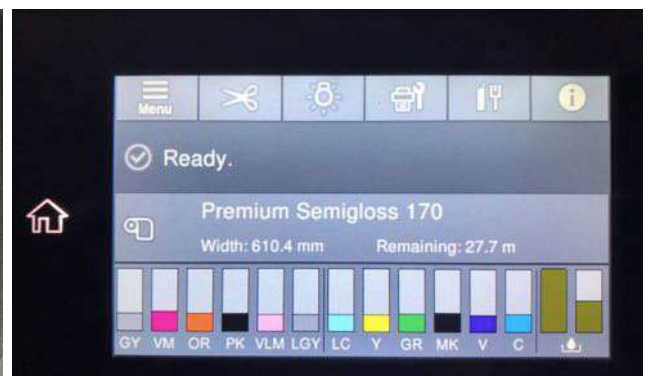 Menu
Ready.
Premium Semigloss 170
Width: 610.4 mm Remaining: 27.7 m
GY VM OR PK VLM LGY LC Y GR MK V C